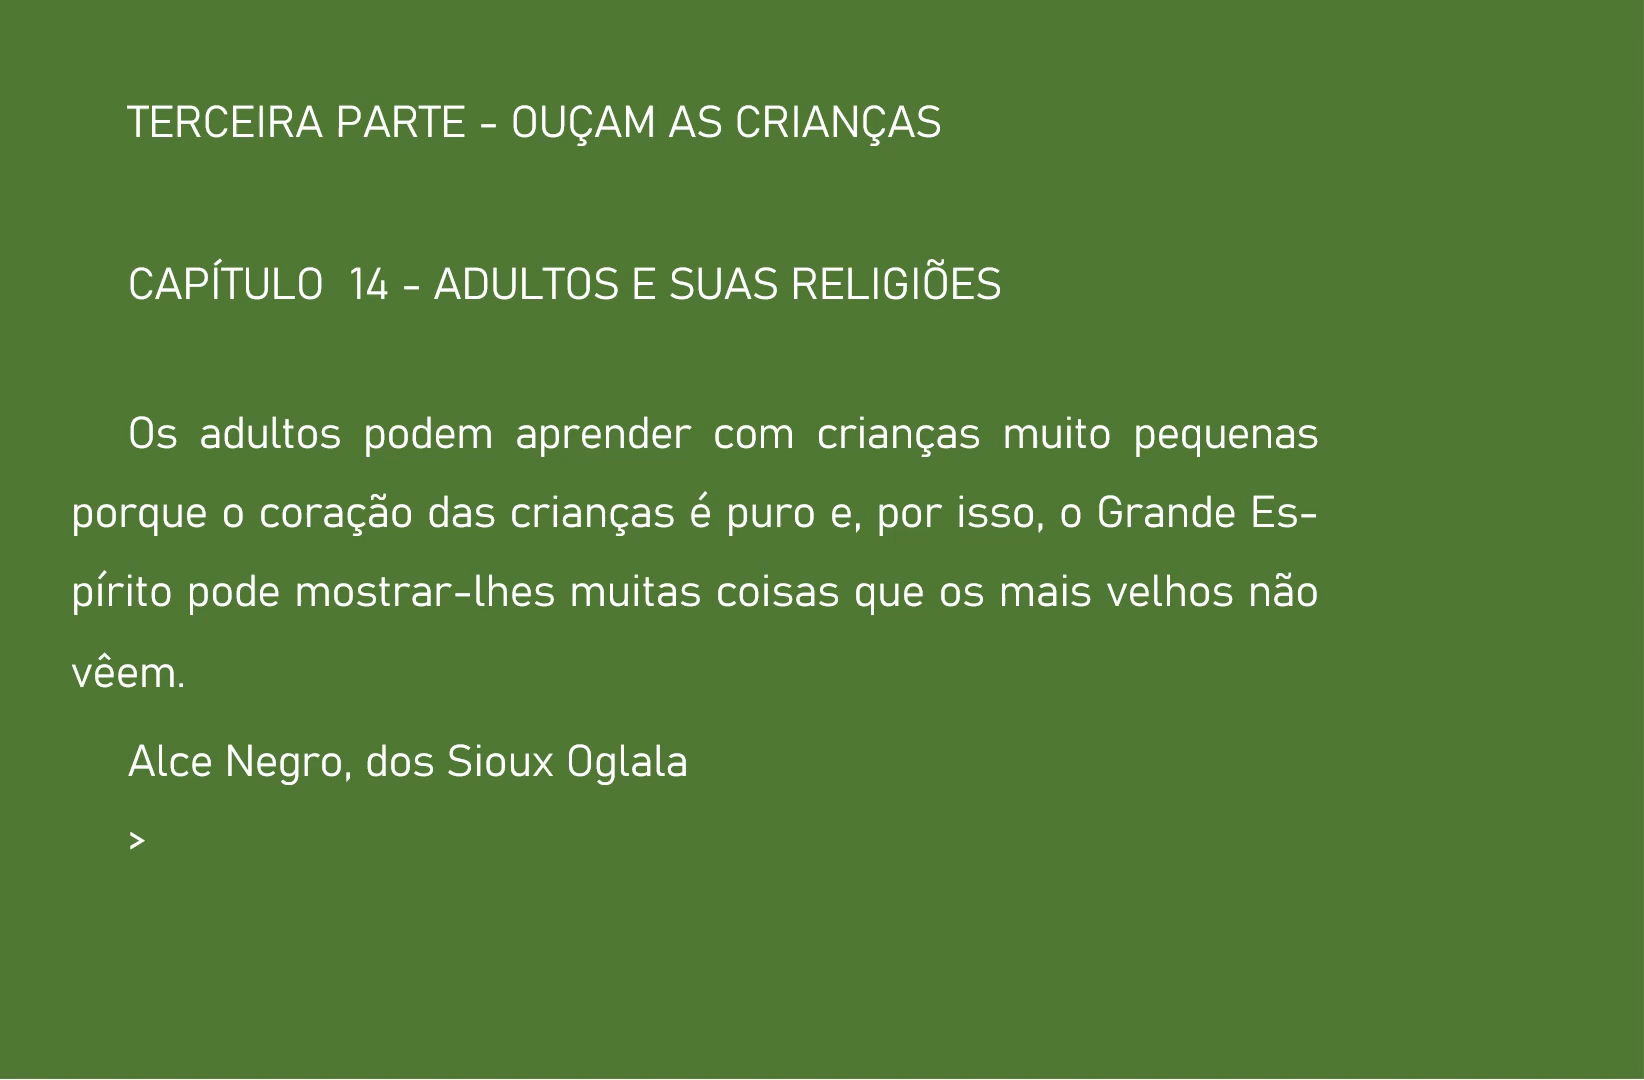 TERCEIRA PARTE - OUÇAM AS CRIANÇAS
CAPÍTULO  14 - ADULTOS E SUAS RELIGIÕES
Os adultos podem aprender com crianças muito pequenas
porque o coração das crianças é puro e, por isso, o Grande Es-
pírito pode mostrar-lhes muitas coisas que os mais velhos não
vêem.
Alce Negro, dos Sioux Oglala
>